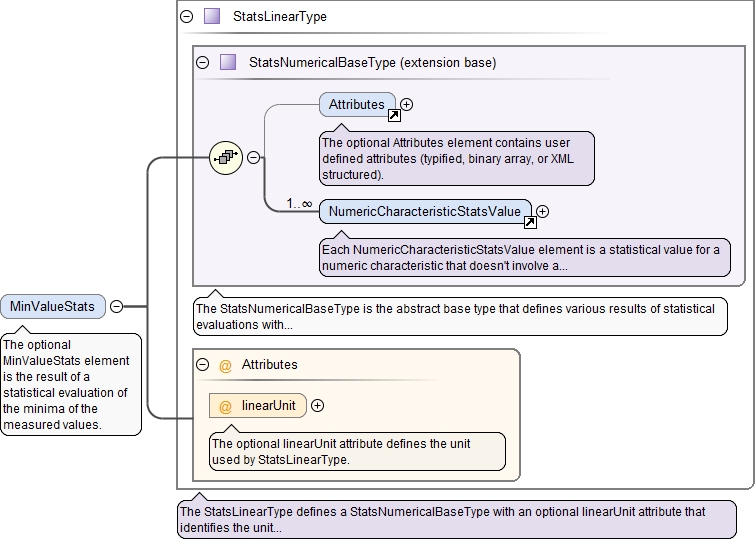 StatsLinearType
StatsNumericalBaseType (extension base)
Attributes
The optional Attributes element contains user
defined attributes (typified, binary array, or XML
structured).
1..∞
NumericCharacteristicStatsValue
Each NumericCharacteristicStatsValue element is a statistical value for a
numeric characteristic that doesn't involve a...
The StatsNumericalBaseType is the abstract base type that defines various results of statistical
evaluations with...
MinValueStats
The optional
MinValueStats element
is the result of a
statistical evaluation of
the minima of the
measured values.
@ Attributes
@ linearUnit
The optional linearUnit attribute defines the unit
used by StatsLinearType.
The StatsLinearType defines a StatsNumericalBaseType with an optional linearUnit attribute that
identifies the unit...